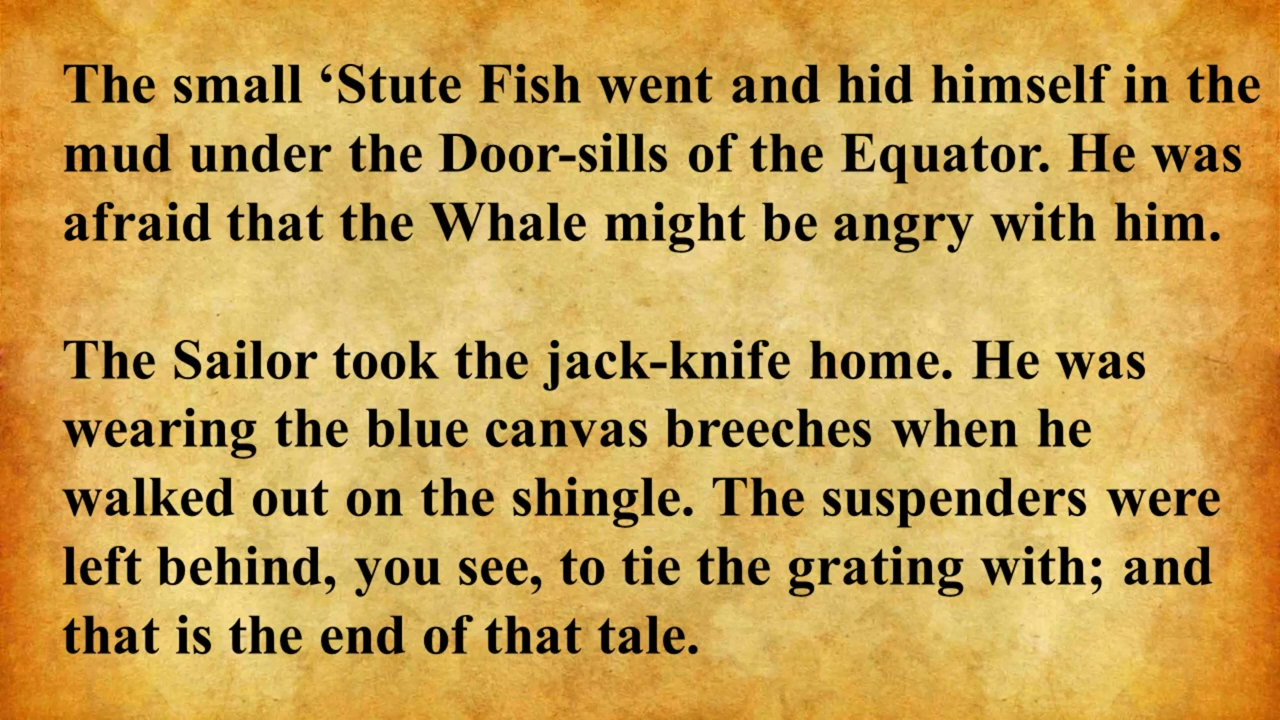 The small ‘Stute Fish went and hid himself in the
mud under the Door-sills of the Equator. He was
afraid that the Whale might be angry with him.
The Sailor took the jack-knife home. He was
wearing the blue canvas breeches when he
walked out on the shingle. The suspenders were
left behind, you see, to tie the grating with; and
that is the end of that tale.